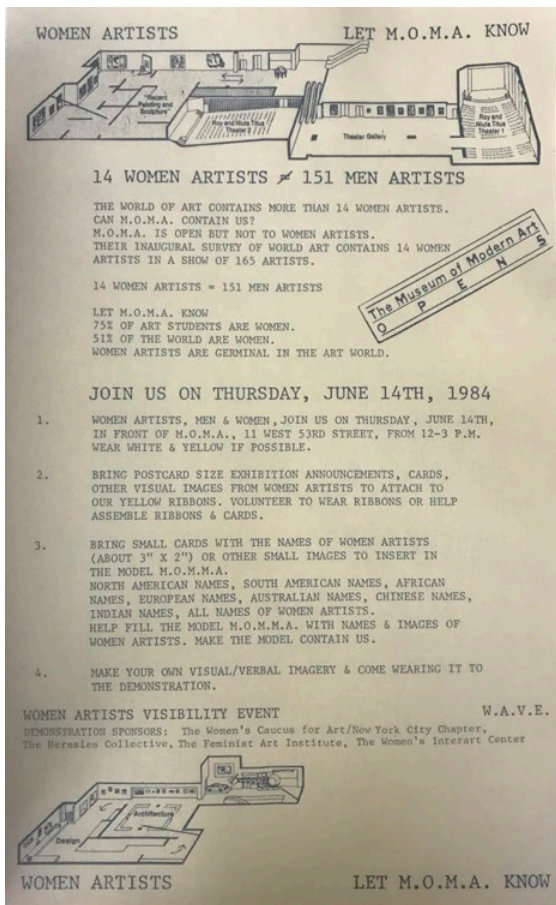 WOMEN ARTISTS LET M.O.M.A. KNOW
"Recent
Painting and
Sculpture"
Roy and Niuta Titus
Theater 2
Theater Gallery
Roy and
Niuta Titus
Theater 1
14 WOMEN ARTISTS ≠ 151 MEN ARTISTS
THE WORLD OF ART CONTAINS MORE THAN 14 WOMEN ARTISTS.
CAN M.O.M.A. CONTAIN US?
M.O.M.A. IS OPEN BUT NOT TO WOMEN ARTISTS.
THEIR INAUGURAL SURVEY OF WORLD ART CONTAINS 14 WOMEN
ARTISTS IN A SHOW OF 165 ARTISTS.
The Museum of Modern Art
OPENS
14 WOMEN ARTISTS = 151 MEN ARTISTS
LET M.O.M.A. KNOW
75% OF ART STUDENTS ARE WOMEN.
51% OF THE WORLD ARE WOMEN.
WOMEN ARTISTS ARE GERMINAL IN THE ART WORLD.
JOIN US ON THURSDAY, JUNE 14TH, 1984
1. WOMEN ARTISTS, MEN & WOMEN, JOIN US ON THURSDAY, JUNE 14TH,
IN FRONT OF M.O.M.A., 11 WEST 53RD STREET, FROM 12-3 P.M.
WEAR WHITE & YELLOW IF POSSIBLE.
2. BRING POSTCARD SIZE EXHIBITION ANNOUNCEMENTS, CARDS,
OTHER VISUAL IMAGES FROM WOMEN ARTISTS TO ATTACH TO
OUR YELLOW RIBBONS. VOLUNTEER TO WEAR RIBBONS OR HELP
ASSEMBLE RIBBONS & CARDS.
3. BRING SMALL CARDS WITH THE NAMES OF WOMEN ARTISTS
(ABOUT 3" X 2") OR OTHER SMALL IMAGES TO INSERT IN
THE MODEL M.O.M.M.A.
NORTH AMERICAN NAMES, SOUTH AMERICAN NAMES, AFRICAN
NAMES, EUROPEAN NAMES, AUSTRALIAN NAMES, CHINESE NAMES,
INDIAN NAMES, ALL NAMES OF WOMEN ARTISTS.
HELP FILL THE MODEL M.O.M.M.A. WITH NAMES & IMAGES OF
WOMEN ARTISTS. MAKE THE MODEL CONTAIN US.
4. MAKE YOUR OWN VISUAL/VERBAL IMAGERY & COME WEARING IT TO
THE DEMONSTRATION.
WOMEN ARTISTS VISIBILITY EVENT W.A.V.E.
DEMONSTRATION SPONSORS: The Women's Caucus for Art/New York City Chapter,
The Heresies Collective, The Feminist Art Institute, The Women's Interart Center
Architecture
Design
WOMEN ARTISTS LET M.O.M.A. KNOW